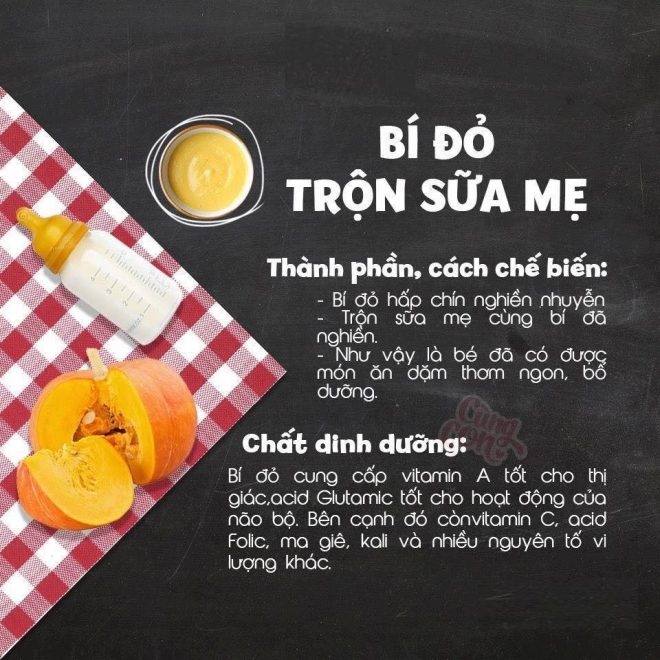 BÍ ĐỎ
TRỘN SỮA MẸ
Thành phần, cách chế biến:
- Bí đỏ hấp chín nghiền nhuyễn
- Trộn sữa mẹ cùng bí đã
nghiền.
- Như vậy là bé đã có được
món ăn dặm thơm ngon, bổ
dưỡng.
Cùng
con
Chất dinh dưỡng:
Bí đỏ cung cấp vitamin A tốt cho thị
giác,acid Glutamic tốt cho hoạt động của
não bộ. Bên cạnh đó cònvitamin C, acid
Folic, ma giê, kali và nhiều nguyên tố vi
lượng khác.